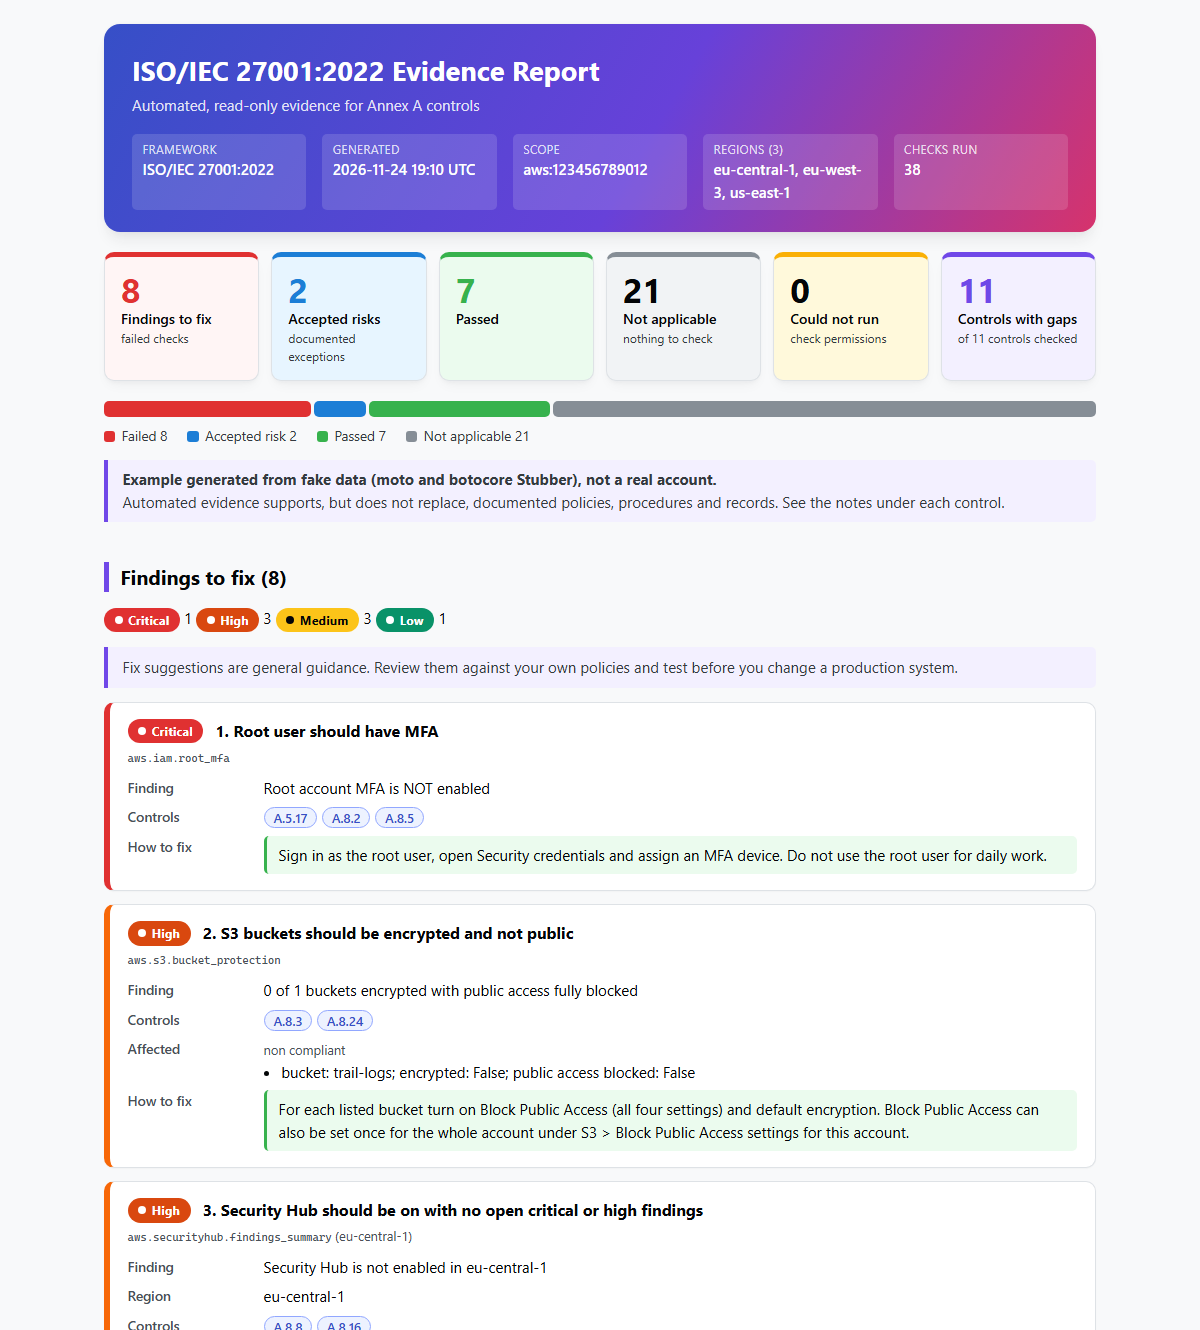 ISO/IEC 27001:2022 Evidence Report
Automated, read-only evidence for Annex A controls
FRAMEWORK
ISO/IEC 27001:2022
GENERATED
2026-11-24 19:10 UTC
SCOPE
aws:123456789012
REGIONS (3)
eu-central-1, eu-west-
3, us-east-1
CHECKS RUN
38
8
Findings to fix
failed checks
2
Accepted risks
documented
exceptions
7
Passed
21
Not applicable
nothing to check
0
Could not run
check permissions
11
Controls with gaps
of 11 controls checked
Failed 8 Accepted risk 2 Passed 7 Not applicable 21
Example generated from fake data (moto and botocore Stubber), not a real account.
Automated evidence supports, but does not replace, documented policies, procedures and records. See the notes under each control.
Findings to fix (8)
Critical 1 High 3 Medium 3 Low 1
Fix suggestions are general guidance. Review them against your own policies and test before you change a production system.
Critical 1. Root user should have MFA
aws.iam.root_mfa
Finding Root account MFA is NOT enabled
Controls A.5.17 A.8.2 A.8.5
How to fix Sign in as the root user, open Security credentials and assign an MFA device. Do not use the root user for daily work.
High 2. S3 buckets should be encrypted and not public
aws.s3.bucket_protection
Finding 0 of 1 buckets encrypted with public access fully blocked
Controls A.8.3 A.8.24
Affected non compliant
• bucket: trail-logs; encrypted: False; public access blocked: False
How to fix For each listed bucket turn on Block Public Access (all four settings) and default encryption. Block Public Access can
also be set once for the whole account under S3 > Block Public Access settings for this account.
High 3. Security Hub should be on with no open critical or high findings
aws.securityhub.findings_summary (eu-central-1)
Finding Security Hub is not enabled in eu-central-1
Region eu-central-1
Controls A.8.8 A.8.16